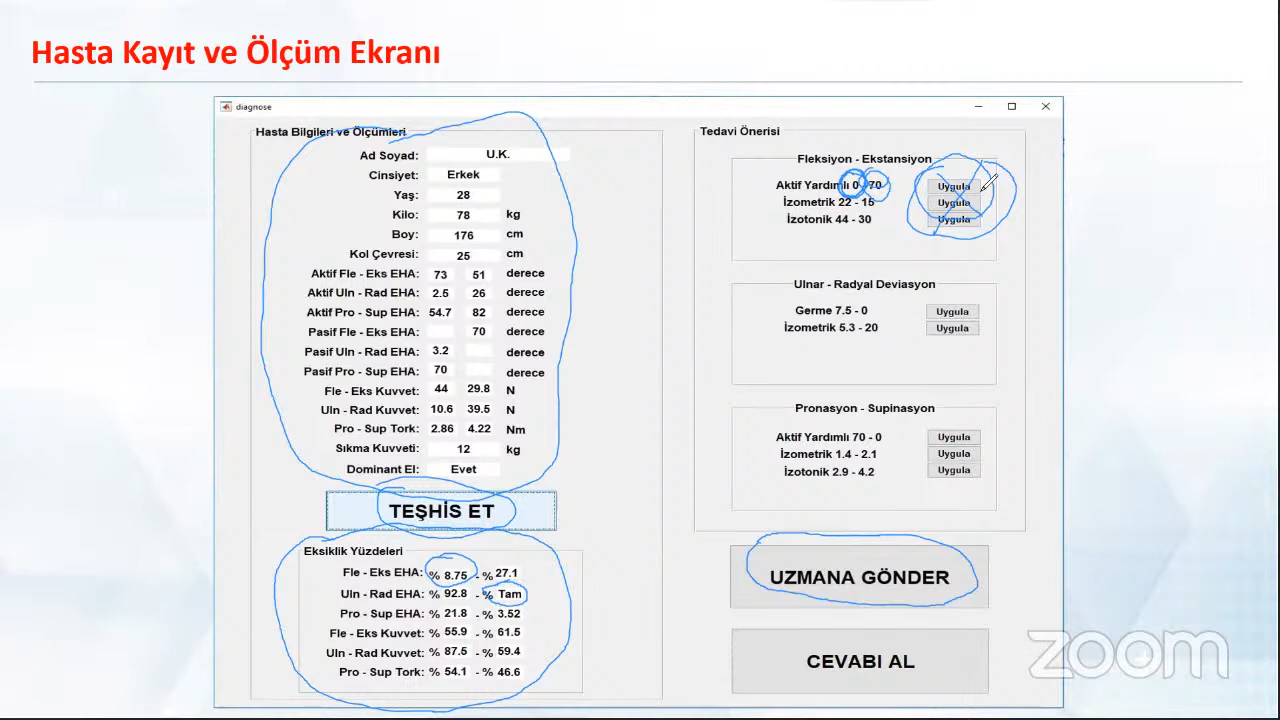 Hasta Kayıt ve Ölçüm Ekranı
diagnose
Hasta Bilgileri ve Ölçümleri
Ad Soyad: U.K.
Cinsiyet: Erkek
Yaş: 28
Kilo: 78 kg
Boy: 176 cm
Kol Çevresi: 25 cm
Aktif Fle - Eks EHA: 73 51 derece
Aktif Uln - Rad EHA: 2.5 26 derece
Aktif Pro - Sup EHA: 54.7 82 derece
Pasif Fle - Eks EHA: 70 derece
Pasif Uln - Rad EHA: 3.2 derece
Pasif Pro - Sup EHA: 70 derece
Fle - Eks Kuvvet: 44 29.8 N
Uln - Rad Kuvvet: 10.6 39.5 N
Pro - Sup Tork: 2.86 4.22 Nm
Sıkma Kuvveti: 12 kg
Dominant El: Evet
TEŞHİS ET
Eksiklik Yüzdeleri
Fle - Eks EHA: % 8.75 - % 27.1
Uln - Rad EHA: % 92.8 - % Tam
Pro - Sup EHA: % 21.8 - % 3.52
Fle - Eks Kuvvet: % 55.9 - % 61.5
Uln - Rad Kuvvet: % 87.5 - % 59.4
Pro - Sup Tork: % 54.1 - % 46.6
Tedavi Önerisi
Fleksiyon - Ekstansiyon
Aktif Yardımlı 0 - 70 Uygula
İzometrik 22 - 15 Uygula
İzotonik 44 - 30 Uygula
Ulnar - Radyal Deviasyon
Germe 7.5 - 0 Uygula
İzometrik 5.3 - 20 Uygula
Pronasyon - Supinasyon
Aktif Yardımlı 70 - 0 Uygula
İzometrik 1.4 - 2.1 Uygula
İzotonik 2.9 - 4.2 Uygula
UZMANA GÖNDER
CEVABI AL
zoom